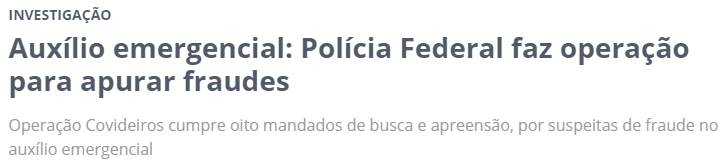 INVESTIGAÇÃO
Auxílio emergencial: Polícia Federal faz operação
para apurar fraudes
Operação Covideiros cumpre oito mandados de busca e apreensão, por suspeitas de fraude no
auxílio emergencial